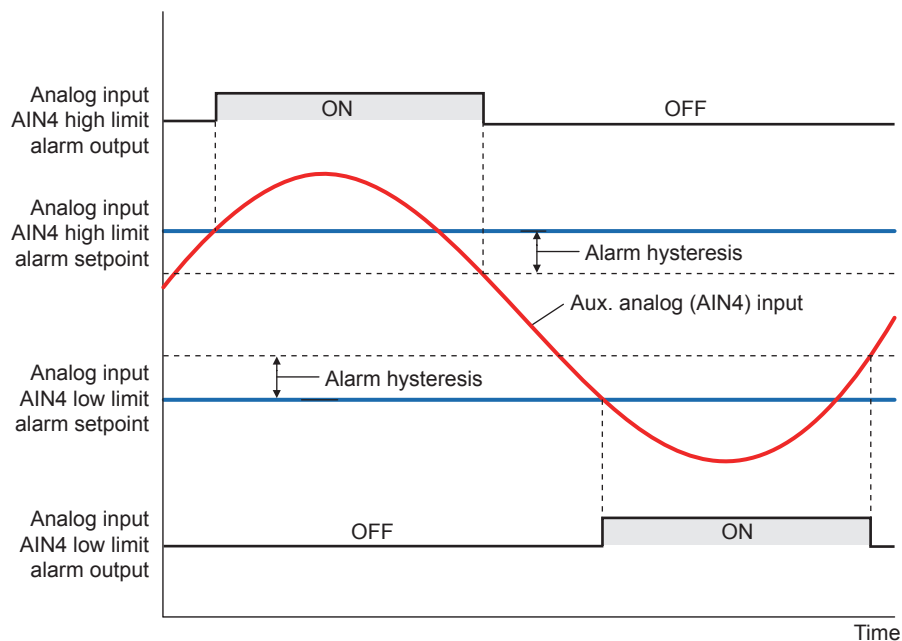 Analog input
AIN4 high limit
alarm output
ON
OFF
Analog input
AIN4 high limit
alarm setpoint
Alarm hysteresis
Aux. analog (AIN4) input
Analog input
AIN4 low limit
alarm setpoint
Alarm hysteresis
Analog input
AIN4 low limit
alarm output
OFF
ON
Time